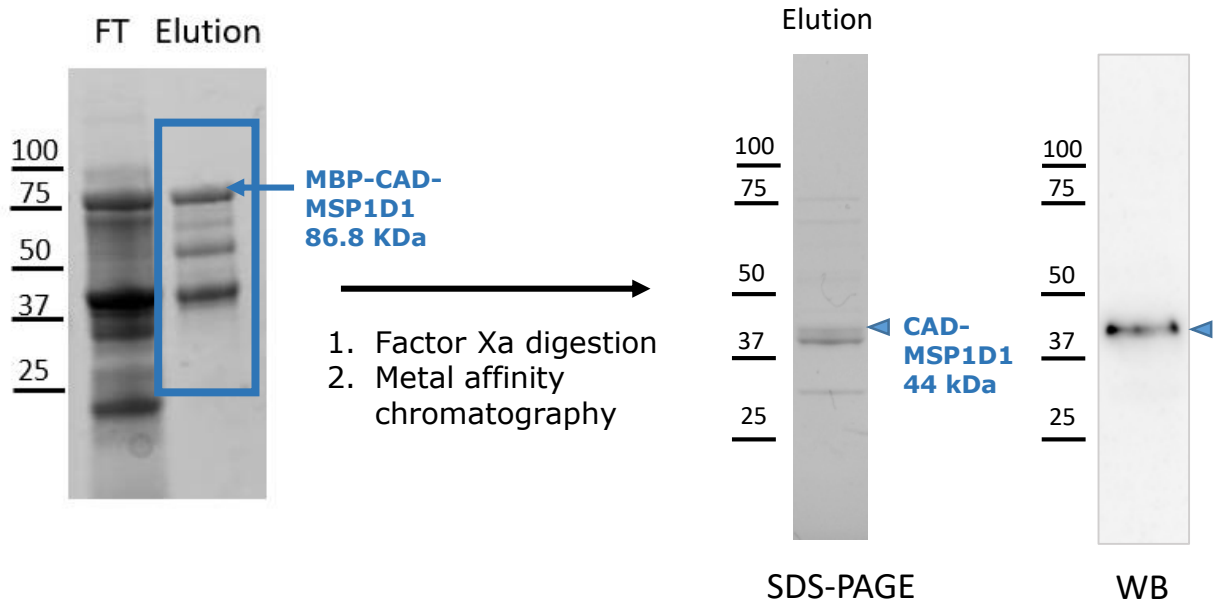 FT Elution
100
75
50
37
25
MBP-CAD-
MSP1D1
86.8 KDa
1. Factor Xa digestion
2. Metal affinity
chromatography
Elution
100
75
50
37
25
CAD-
MSP1D1
44 kDa
SDS-PAGE
100
75
50
37
25
WB